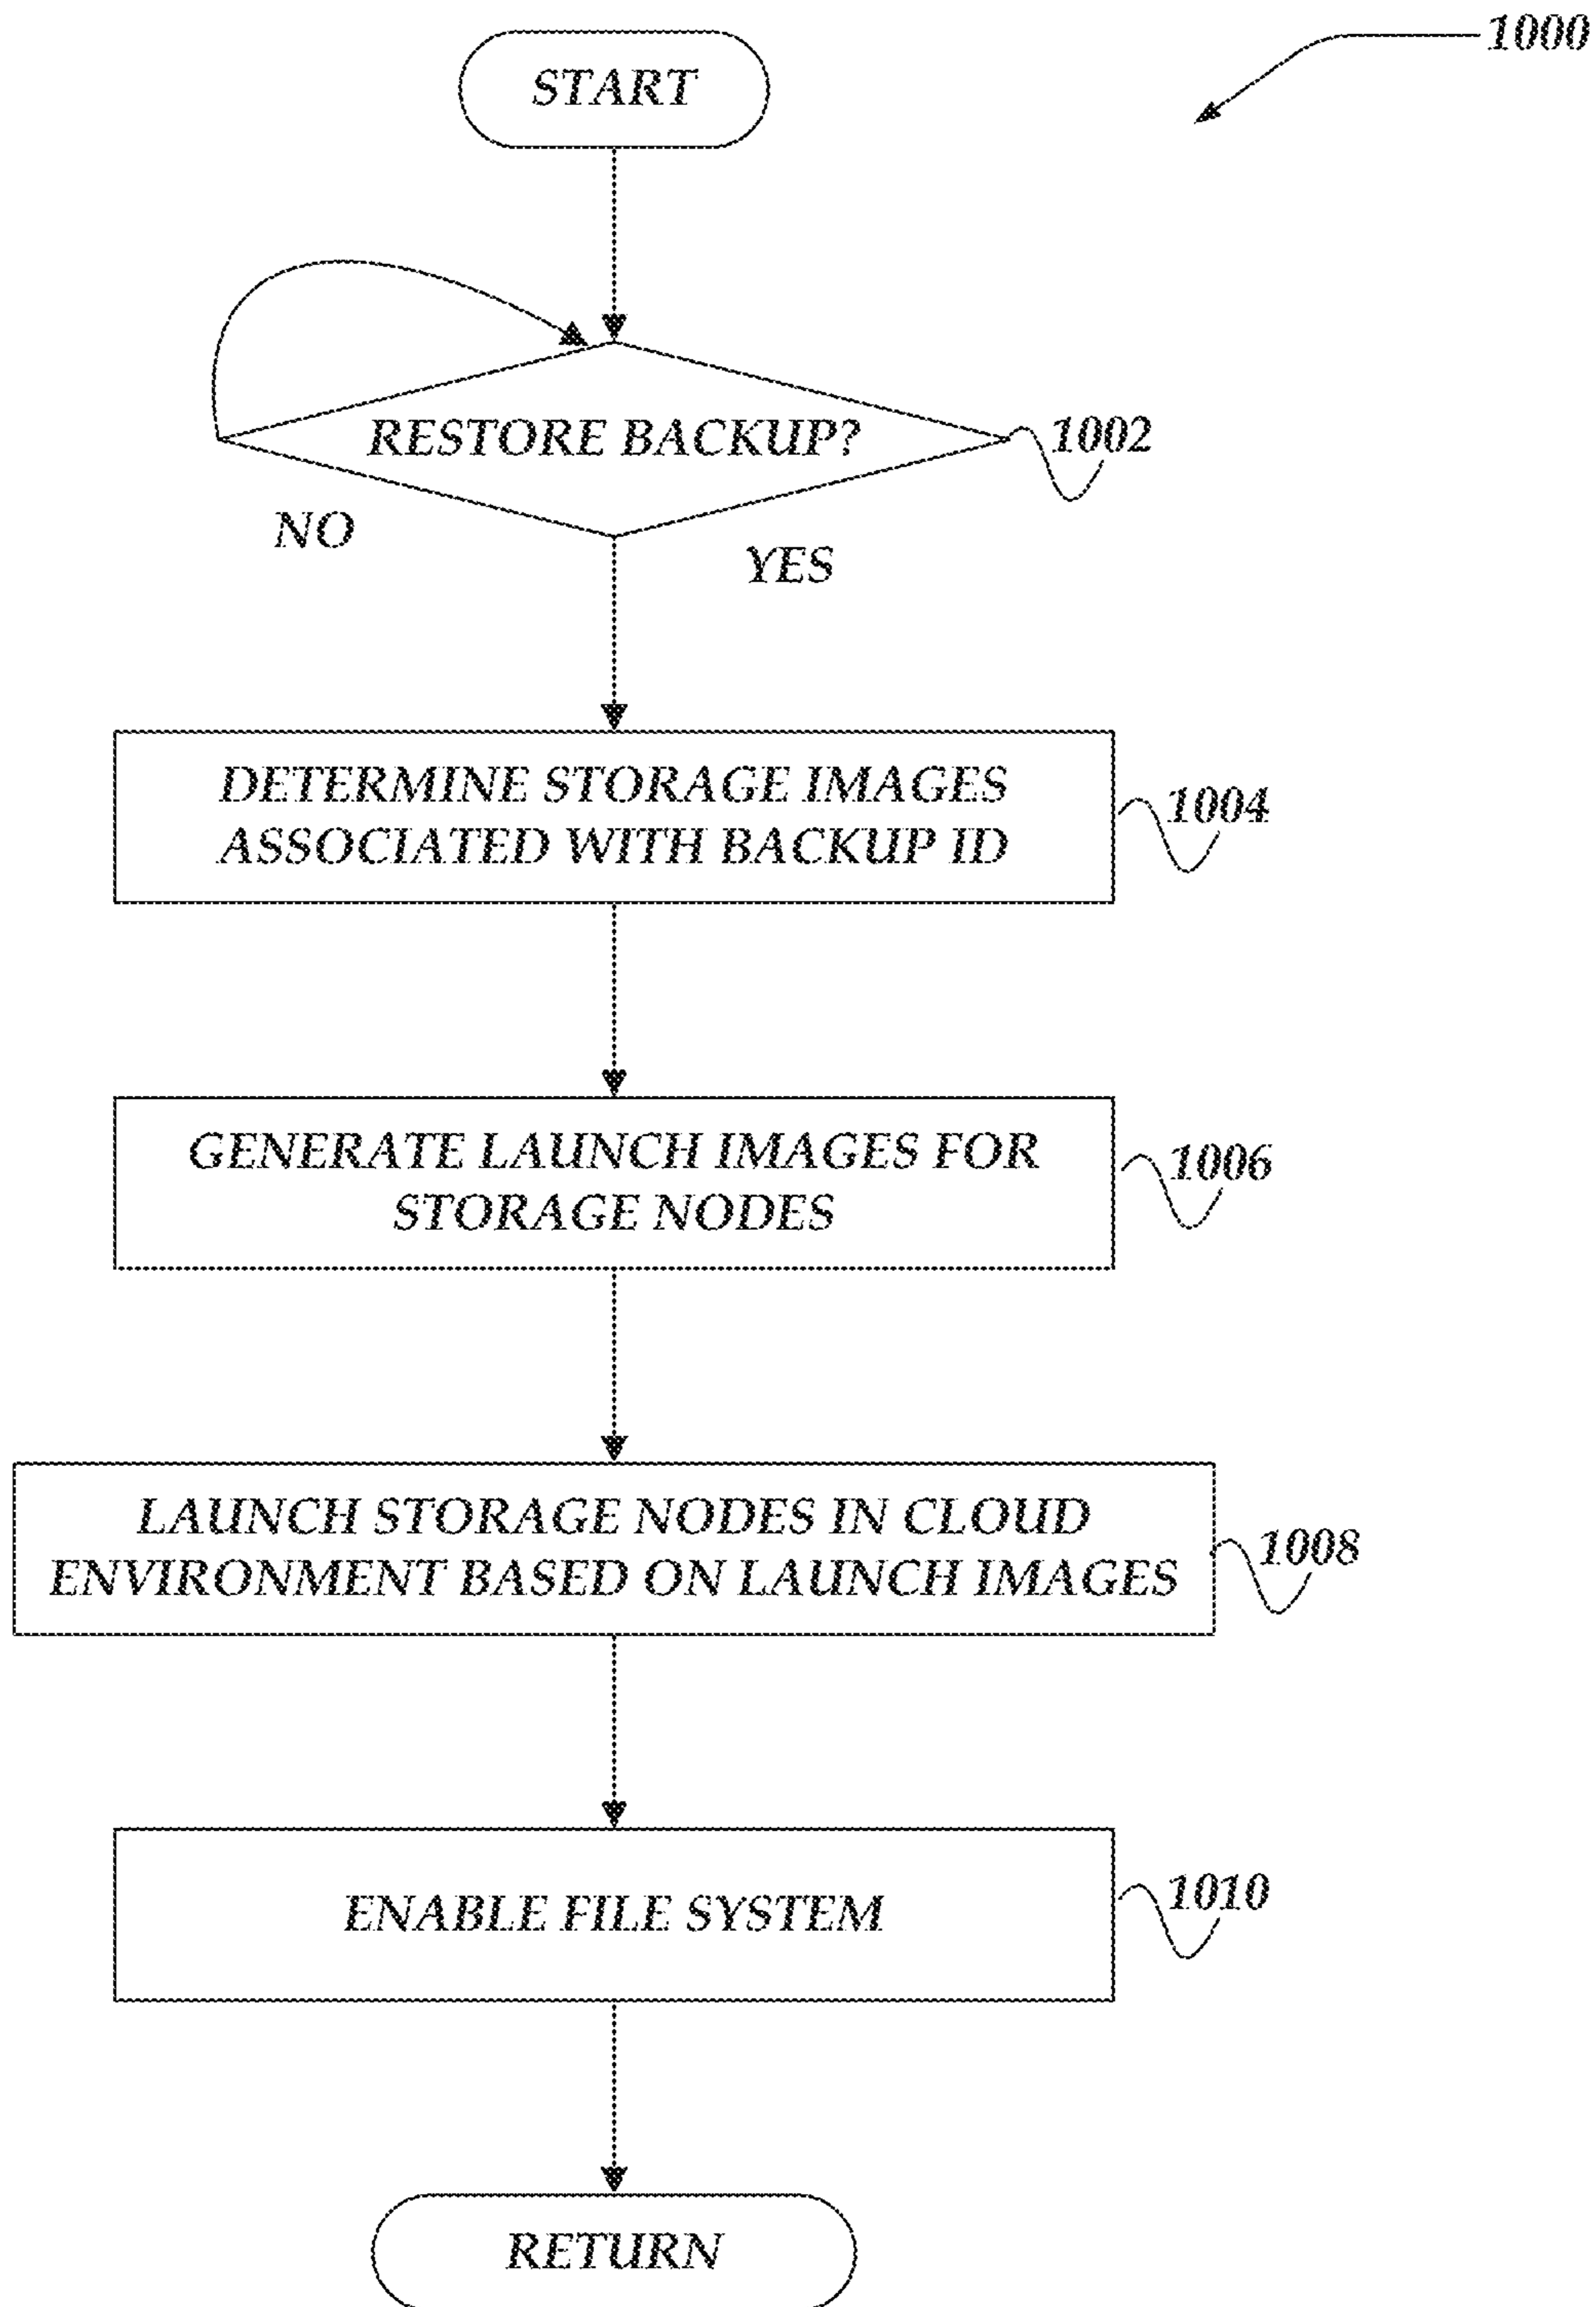 1000
START
RESTORE BACKUP?
1002
NO
YES
DETERMINE STORAGE IMAGES
ASSOCIATED WITH BACKUP ID
1004
GENERATE LAUNCH IMAGES FOR
STORAGE NODES
1006
LAUNCH STORAGE NODES IN CLOUD
ENVIRONMENT BASED ON LAUNCH IMAGES
1008
ENABLE FILE SYSTEM
1010
RETURN